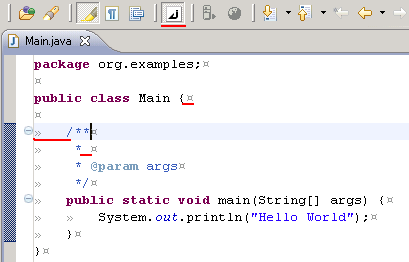 Main.java
package org.examples;¤
¤
public class Main {¤
¤
» /**¤
» * ¤
» * @param args¤
» */¤
» public static void main(String[] args) {¤
» » System.out.println("Hello World");¤
» }¤
}¤